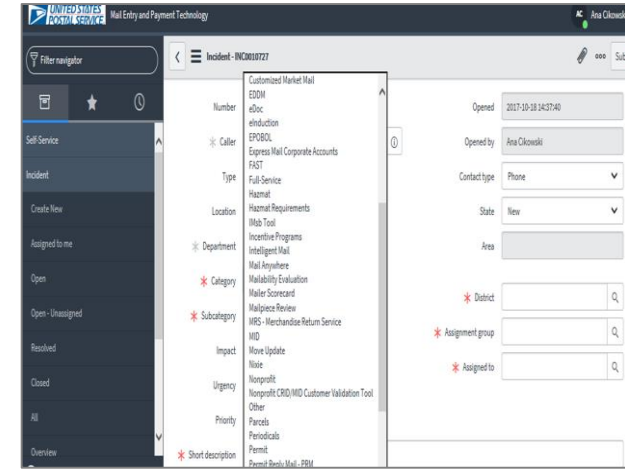 UNITED STATES
POSTAL SERVICE
Mail Entry and Payment Technology
AC Ana Cikowsk
Filter navigator
Incident - INC0010727
Sub
Self-Service
Incident
Create New
Assigned to me
Open
Open - Unassigned
Resolved
Closed
All
Overview
Number
Caller
Type
Location
Department
Category
Subcategory
Impact
Urgency
Priority
Short description
Customized Market Mail
EDDM
eDoc
eInduction
EPOBOL
Express Mail Corporate Accounts
FAST
Full-Service
Hazmat
Hazmat Requirements
IMsb Tool
Incentive Programs
Intelligent Mail
Mail Anywhere
Mailability Evaluation
Mailer Scorecard
Mailpiece Review
MRS - Merchandise Return Service
MID
Move Update
Nixie
Nonprofit
Nonprofit CRID/MID Customer Validation Tool
Other
Parcels
Periodicals
Permit
Permit Reply Mail - PRM
Opened 2017-10-18 14:37:40
Opened by Ana Cikowski
Contact type Phone
State New
Area
District
Assignment group
Assigned to